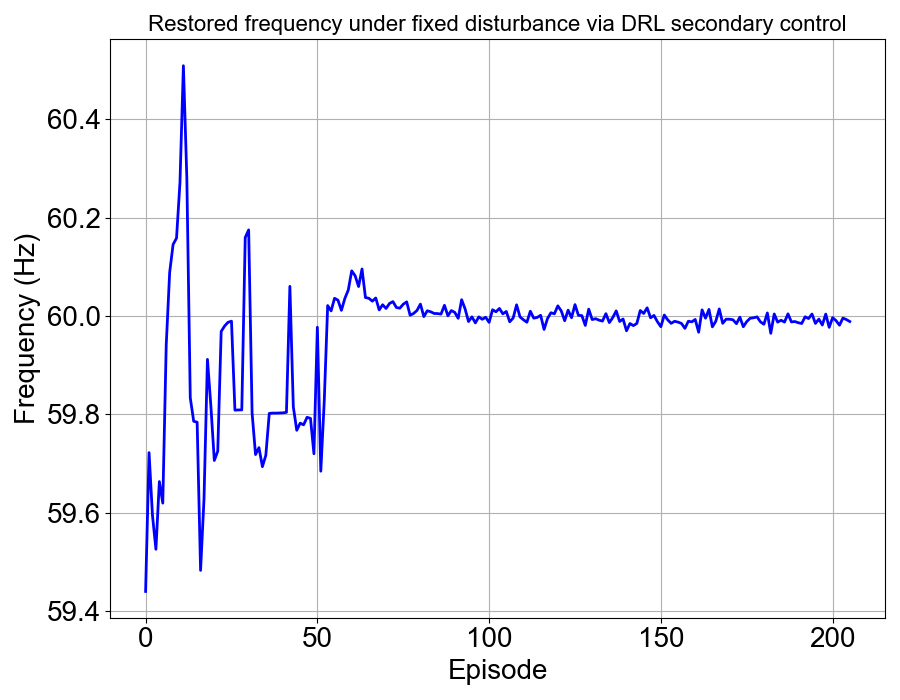 Restored frequency under fixed disturbance via DRL secondary control
60.4
60.2
60.0
59.8
59.6
59.4
Frequency (Hz)
0 50 100 150 200
Episode